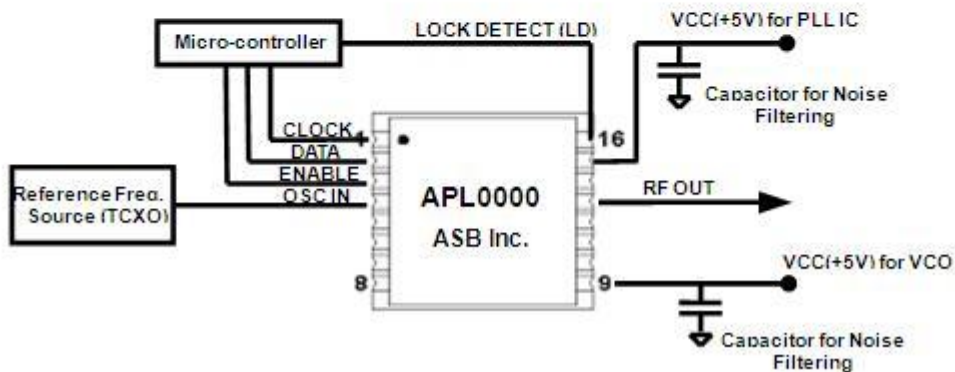 Micro-controller
LOCK DETECT (LD)
VCC(+5V) for PLL IC
Capacitor for Noise
Filtering
CLOCK
1
16
DATA
ENABLE
OSC IN
Reference Freq.
Source (TCXO)
APL0000
ASB Inc.
RF OUT
8
9
VCC(+5V) for VCO
Capacitor for Noise
Filtering